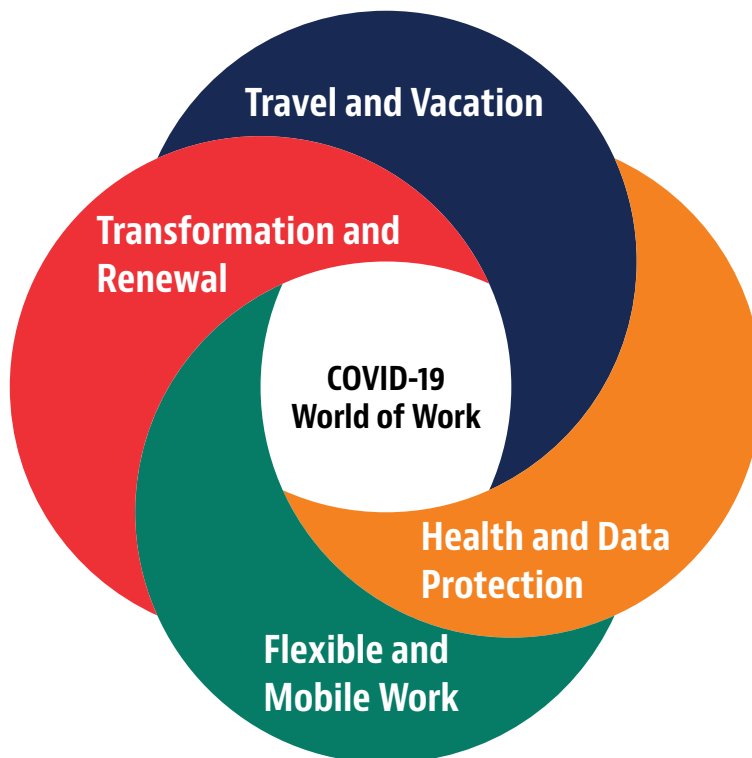 Travel and Vacation
Transformation and
Renewal
COVID-19
World of Work
Health and Data
Protection
Flexible and
Mobile Work